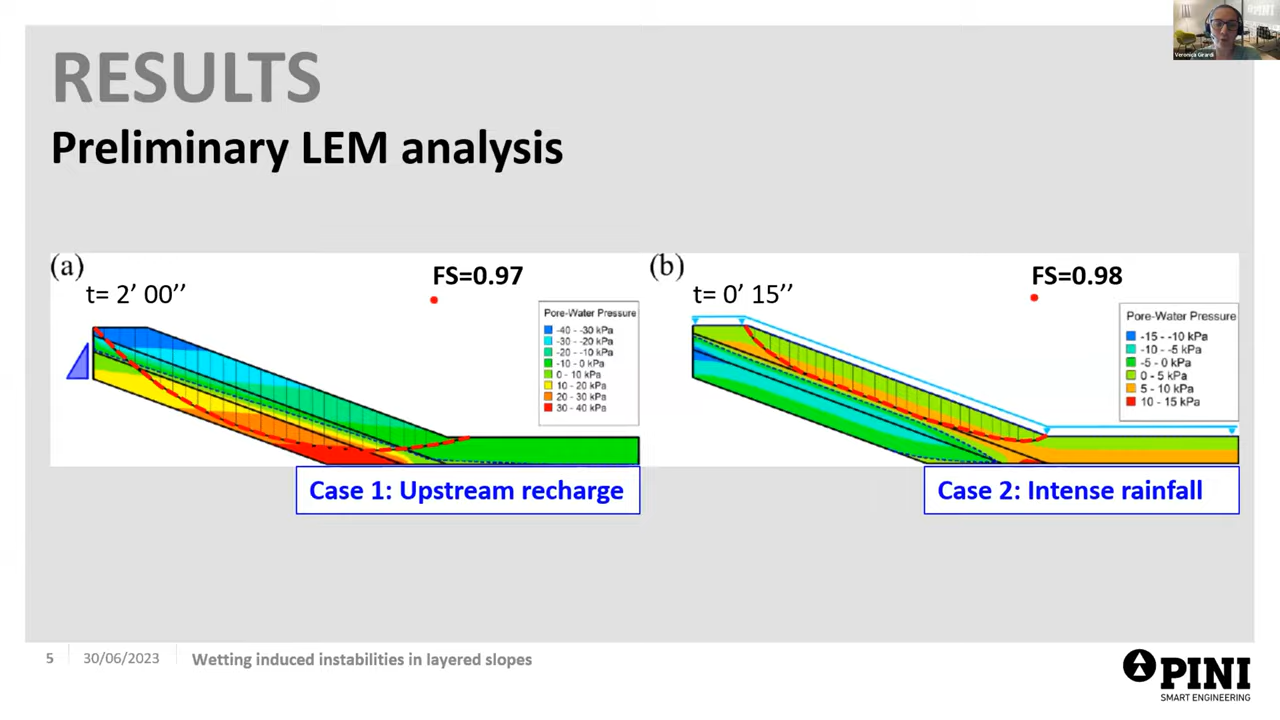 RESULTS
Preliminary LEM analysis
Veronica Girardi
(a)
t= 2’ 00’’
FS=0.97
Pore-Water Pressure
-40 - -30 kPa
-30 - -20 kPa
-20 - -10 kPa
-10 - 0 kPa
0 - 10 kPa
10 - 20 kPa
20 - 30 kPa
30 - 40 kPa
Case 1: Upstream recharge
(b)
t= 0’ 15’’
FS=0.98
Pore-Water Pressure
-15 - -10 kPa
-10 - -5 kPa
-5 - 0 kPa
0 - 5 kPa
5 - 10 kPa
10 - 15 kPa
Case 2: Intense rainfall
5
30/06/2023
Wetting induced instabilities in layered slopes
PINI
SMART ENGINEERING